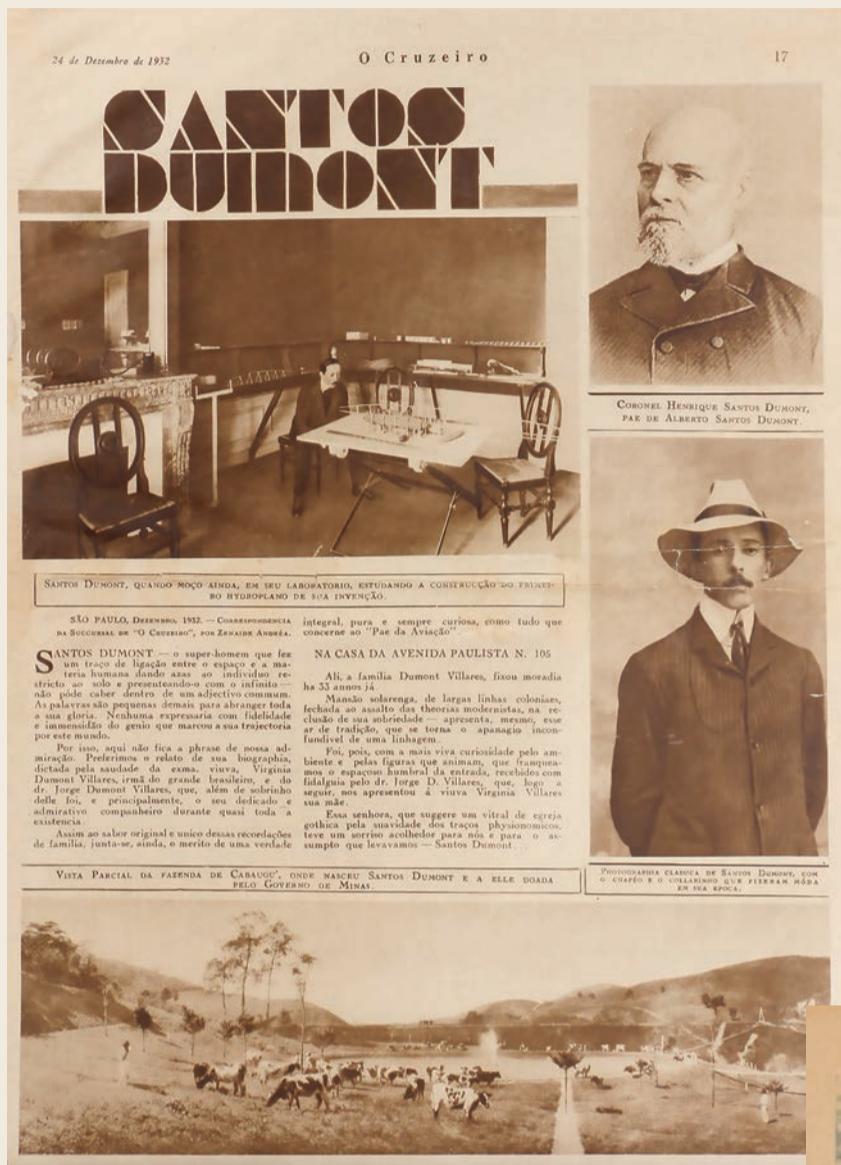 24 de Dezembro de 1932
O Cruzeiro
17
SANTOS
DUMONT
CORONEL HENRIQUE SANTOS DUMONT,
PAE DE ALBERTO SANTOS DUMONT.
SANTOS DUMONT, QUANDO MOÇO AINDA, EM SEU LABORATORIO, ESTUDANDO A CONSTRUCÇÃO DO PRIMEI-
RO HYDROPLANO DE SUA INVENÇÃO.
SÃO PAULO, DEZEMBRO, 1932. — CORRESPONDENCIA
DA SUCCURSAL DE "O CRUZEIRO", POR ZENAIDE ANDRÉA.
SANTOS DUMONT — o super-homem que fez
um traço de ligação entre o espaço e a ma-
teria humana dando azas ao individuo re-
stricto ao solo e presenteando-o com o infinito —
não póde caber dentro de um adjectivo commum.
As palavras são pequenas demais para abranger toda
a sua gloria. Nenhuma expressaria com fidelidade
e immensidão do genio que marcou a sua trajectoria
por este mundo.
Por isso, aqui não fica a phrase de nossa ad-
miração. Preferimos o relato de sua biographia,
dictada pela saudade da exma. viuva, Virginia
Dumont Villares, irmã do grande brasileiro, e do
dr. Jorge Dumont Villares, que, além de sobrinho
delle foi, e principalmente, o seu dedicado e
admirativo companheiro durante quasi toda a
existencia.
Assim ao sabor original e unico dessas recordações
de familia, junta-se, ainda, o merito de uma verdade
integral, pura e sempre curiosa, como tudo que
concerne ao "Pae da Aviação"
NA CASA DA AVENIDA PAULISTA N. 105
Ali, a familia Dumont Villares, fixou moradia
ha 33 annos já.
Mansão solarenga, de largas linhas coloniaes,
fechada ao assalto das theorias modernistas, na re-
clusão de sua sobriedade — apresenta, mesmo, esse
ar de tradição, que se torna o apanagio incon-
fundivel de uma linhagem.
Foi, pois, com a mais viva curiosidade pelo am-
biente e pelas figuras que animam, que franquea-
mos o espaçoso humbral da entrada, recebidos com
fidalguia pelo dr. Jorge D. Villares, que, logo a
seguir, nos apresentou á viuva Virginia Villares
sua mãe.
Essa senhora, que suggere um vitral de egreja
gothica pela suavidade dos traços physionomicos,
teve um sorriso acolhedor para nós e para o as-
sumpto que levavamos — Santos Dumont...
PHOTOGRAPHIA CLASSICA DE SANTOS DUMONT, COM
O CHAPÉO E O COLLARINHO QUE FIZERAM MÓDA
EM SUA EPOCA.
VISTA PARCIAL DA FAZENDA DE CABAUGU', ONDE NASCEU SANTOS DUMONT E A ELLE DOADA
PELO GOVERNO DE MINAS.